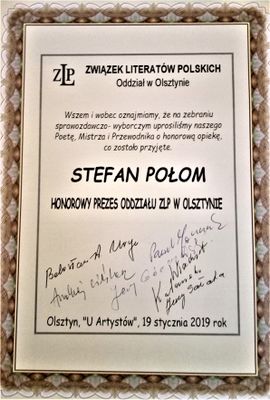 ZLP
ZWIĄZEK LITERATÓW POLSKICH
Oddział w Olsztynie
Wszem i wobec oznajmiamy, że na zebraniu
sprawozdawczo- wyborczym uprosiliśmy naszego
Poetę, Mistrza i Przewodnika o honorową opiekę,
co zostało przyjęte.
STEFAN POŁOM
HONOROWY PREZES ODDZIAŁU ZLP W OLSZTYNIE
Olsztyn, "U Artystów", 19 stycznia 2019 rok